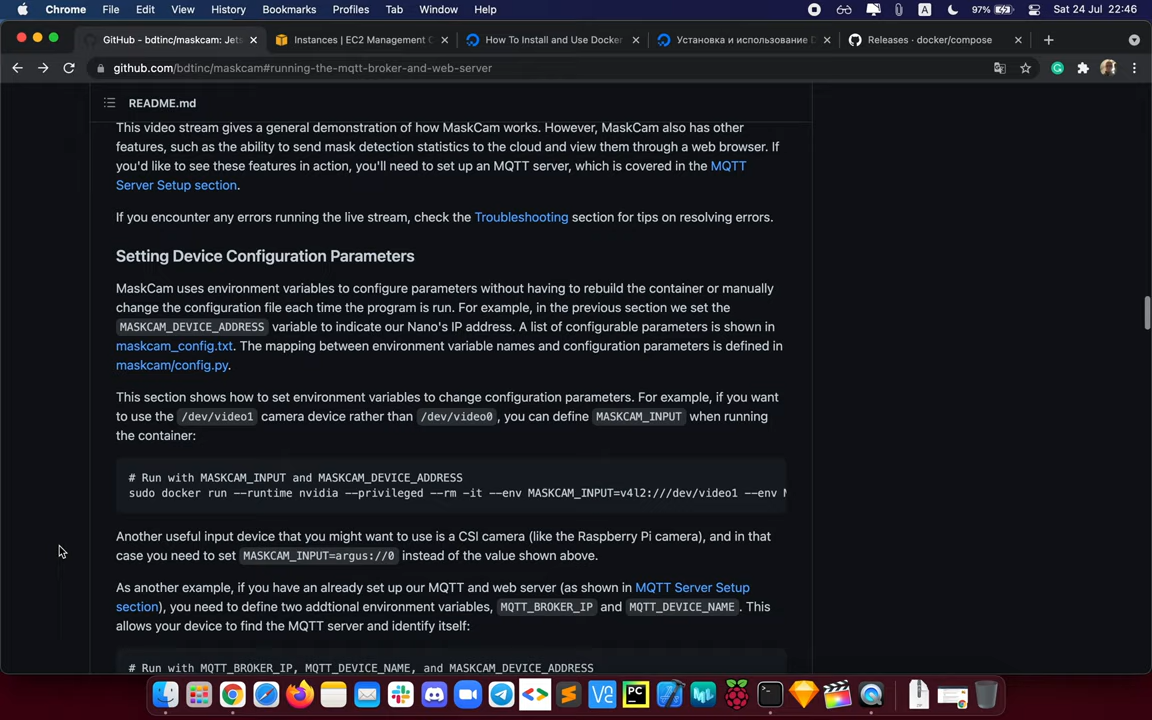 Chrome File Edit View History Bookmarks Profiles Tab Window Help A 97% Sat 24 Jul 22:46
GitHub - bdtinc/maskcam: Jets Instances | EC2 Management C How To Install and Use Docker Установка и использование D Releases · docker/compose
github.com/bdtinc/maskcam#running-the-mqtt-broker-and-web-server
README.md
This video stream gives a general demonstration of how MaskCam works. However, MaskCam also has other
features, such as the ability to send mask detection statistics to the cloud and view them through a web browser. If
you'd like to see these features in action, you'll need to set up an MQTT server, which is covered in the MQTT
Server Setup section.
If you encounter any errors running the live stream, check the Troubleshooting section for tips on resolving errors.
Setting Device Configuration Parameters
MaskCam uses environment variables to configure parameters without having to rebuild the container or manually
change the configuration file each time the program is run. For example, in the previous section we set the
MASKCAM_DEVICE_ADDRESS variable to indicate our Nano's IP address. A list of configurable parameters is shown in
maskcam_config.txt. The mapping between environment variable names and configuration parameters is defined in
maskcam/config.py.
This section shows how to set environment variables to change configuration parameters. For example, if you want
to use the /dev/video1 camera device rather than /dev/video0, you can define MASKCAM_INPUT when running
the container:
# Run with MASKCAM_INPUT and MASKCAM_DEVICE_ADDRESS
sudo docker run --runtime nvidia --privileged --rm -it --env MASKCAM_INPUT=v4l2:///dev/video1 --env M
Another useful input device that you might want to use is a CSI camera (like the Raspberry Pi camera), and in that
case you need to set MASKCAM_INPUT=argus://0 instead of the value shown above.
As another example, if you have an already set up our MQTT and web server (as shown in MQTT Server Setup
section), you need to define two addtional environment variables, MQTT_BROKER_IP and MQTT_DEVICE_NAME. This
allows your device to find the MQTT server and identify itself:
# Run with MQTT_BROKER_IP, MQTT_DEVICE_NAME, and MASKCAM_DEVICE_ADDRESS